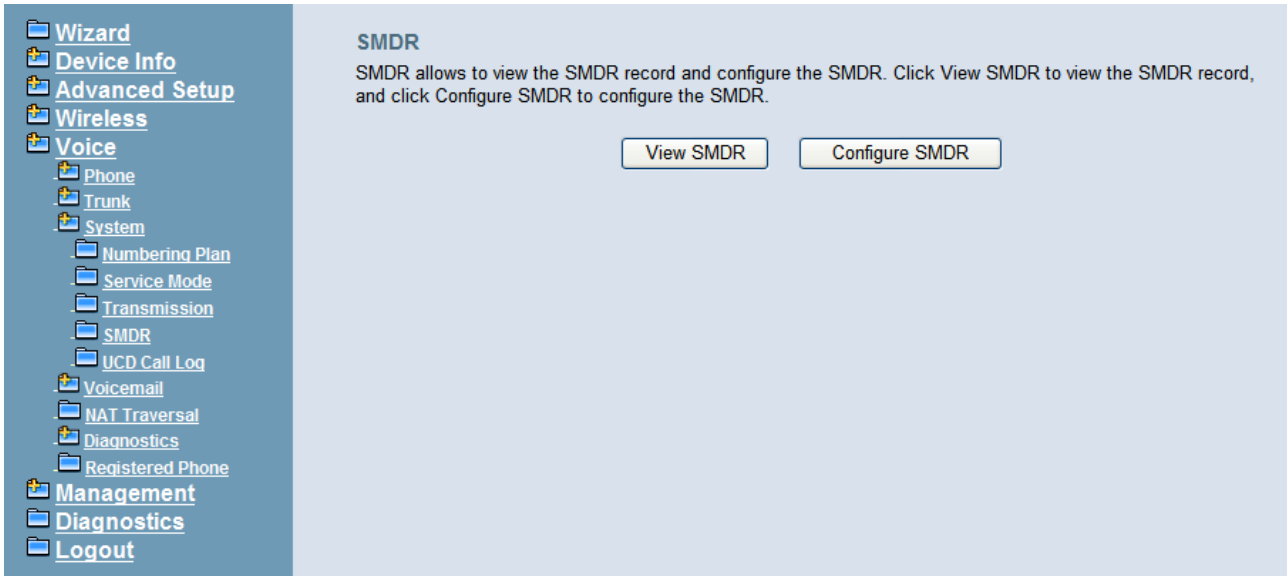 Wizard
Device Info
Advanced Setup
Wireless
Voice
Phone
Trunk
System
Numbering Plan
Service Mode
Transmission
SMDR
UCD Call Log
Voicemail
NAT Traversal
Diagnostics
Registered Phone
Management
Diagnostics
Logout
SMDR
SMDR allows to view the SMDR record and configure the SMDR. Click View SMDR to view the SMDR record,
and click Configure SMDR to configure the SMDR.
View SMDR
Configure SMDR